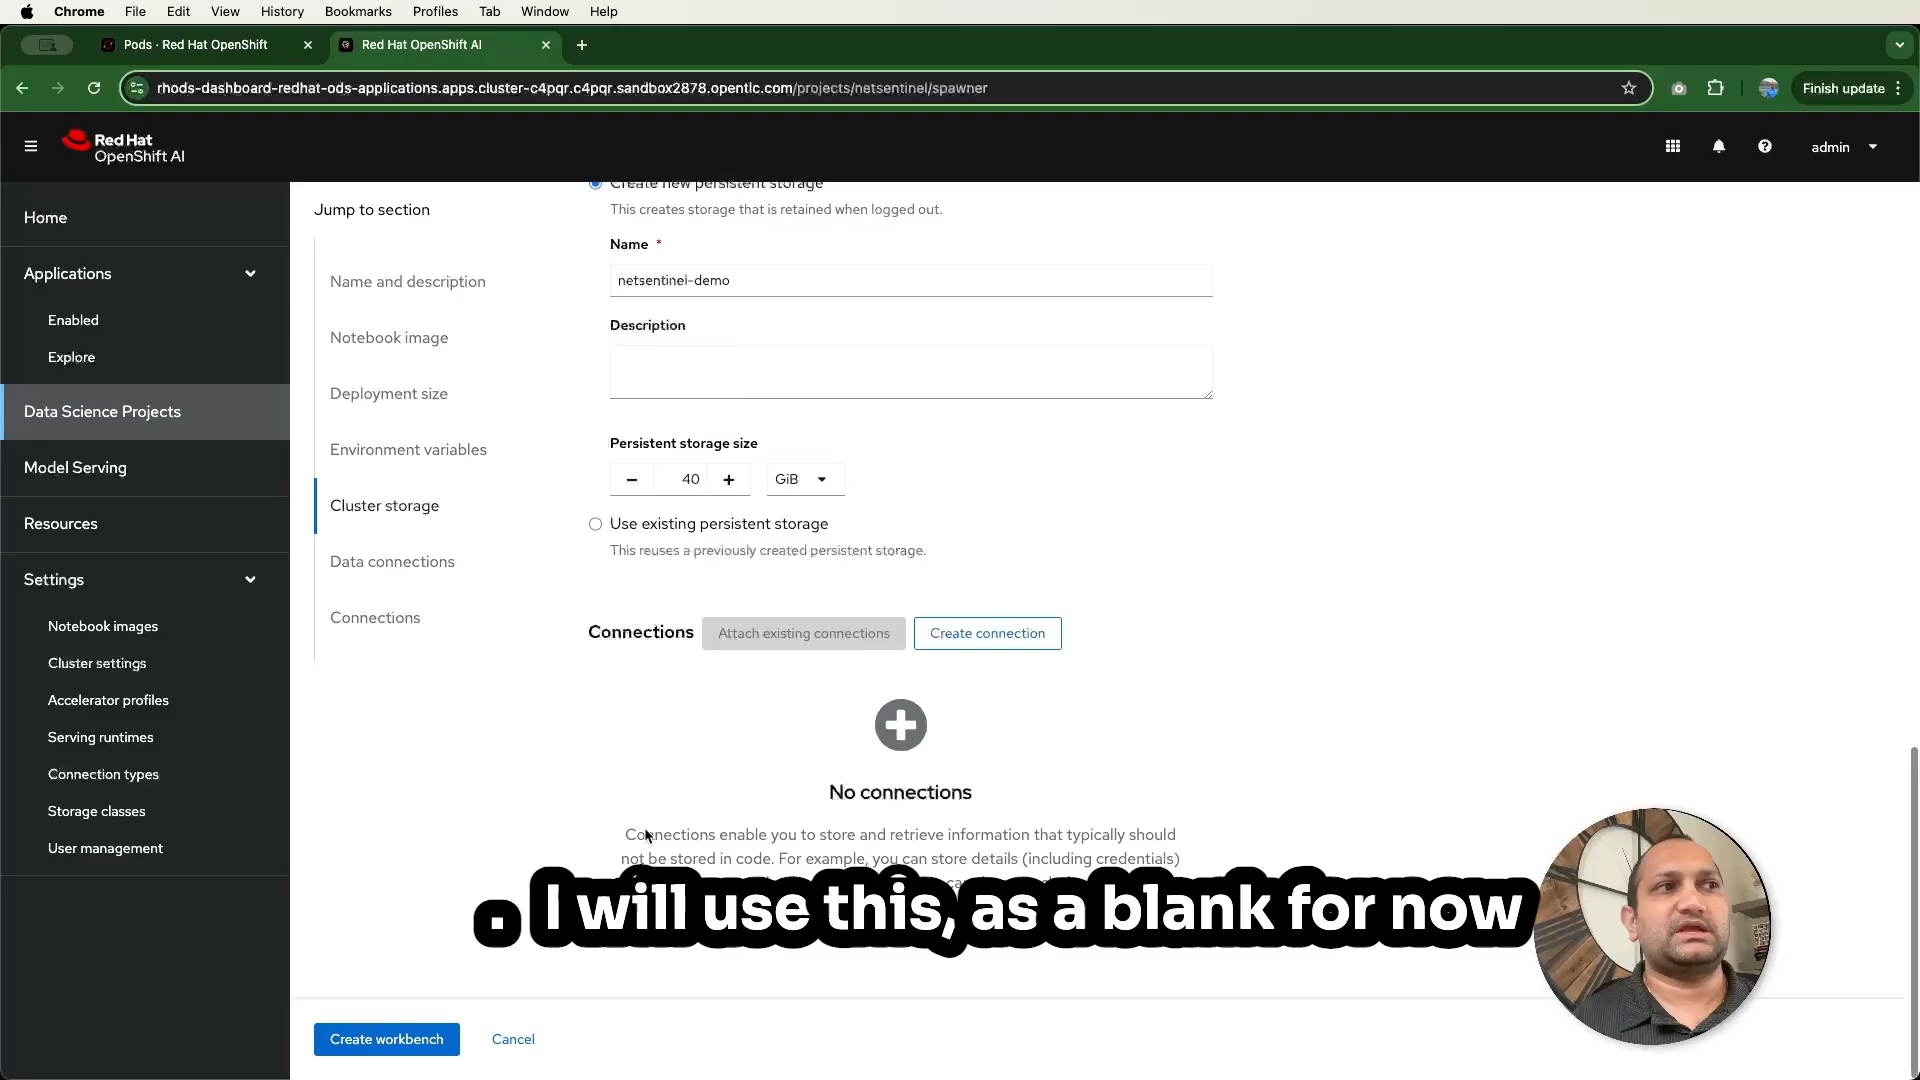 Chrome File Edit View History Bookmarks Profiles Tab Window Help
Pods · Red Hat OpenShift
Red Hat OpenShift AI
rhods-dashboard-redhat-ods-applications.apps.cluster-c4pqr.c4pqr.sandbox2878.opentlc.com/projects/netsentinel/spawner
Finish update
Red Hat
OpenShift AI
admin
Home
Applications
Enabled
Explore
Data Science Projects
Model Serving
Resources
Settings
Notebook images
Cluster settings
Accelerator profiles
Serving runtimes
Connection types
Storage classes
User management
Jump to section
Name and description
Notebook image
Deployment size
Environment variables
Cluster storage
Data connections
Connections
Create new persistent storage
This creates storage that is retained when logged out.
Name *
netsentinel-demo
Description
Persistent storage size
40 GiB
Use existing persistent storage
This reuses a previously created persistent storage.
Connections Attach existing connections Create connection
No connections
Connections enable you to store and retrieve information that typically should
not be stored in code. For example, you can store details (including credentials)
. I will use this, as a blank for now
Create workbench Cancel